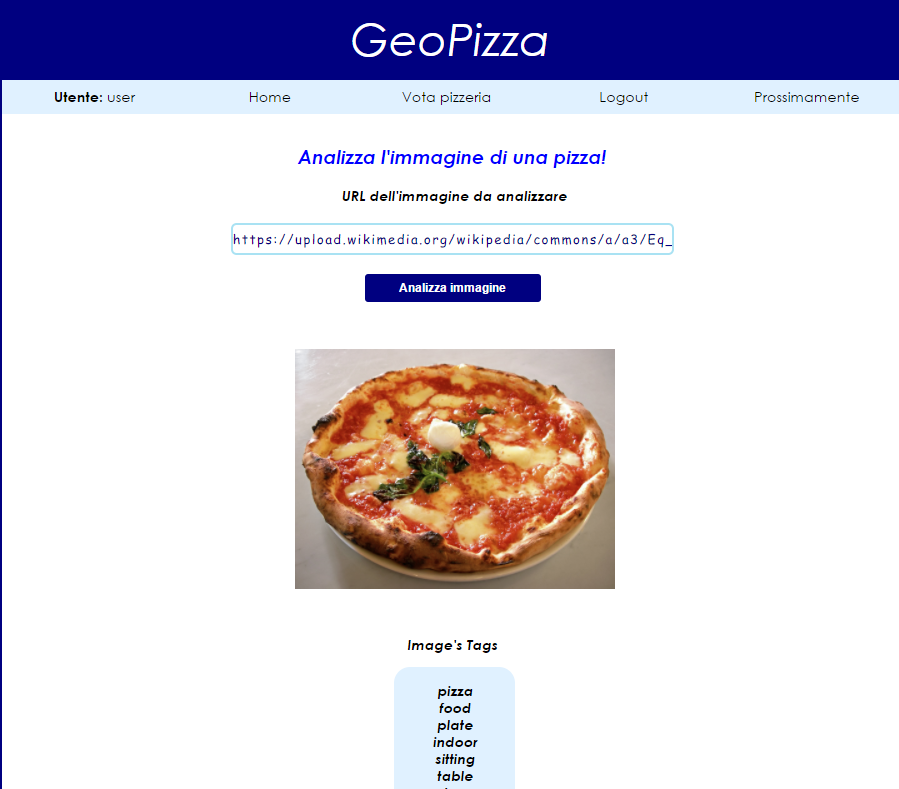 GeoPizza
Utente: user Home Vota pizzeria Logout Prossimamente
Analizza l'immagine di una pizza!
URL dell'immagine da analizzare
https://upload.wikimedia.org/wikipedia/commons/a/a3/Eq_
Analizza immagine
Image's Tags
pizza
food
plate
indoor
sitting
table